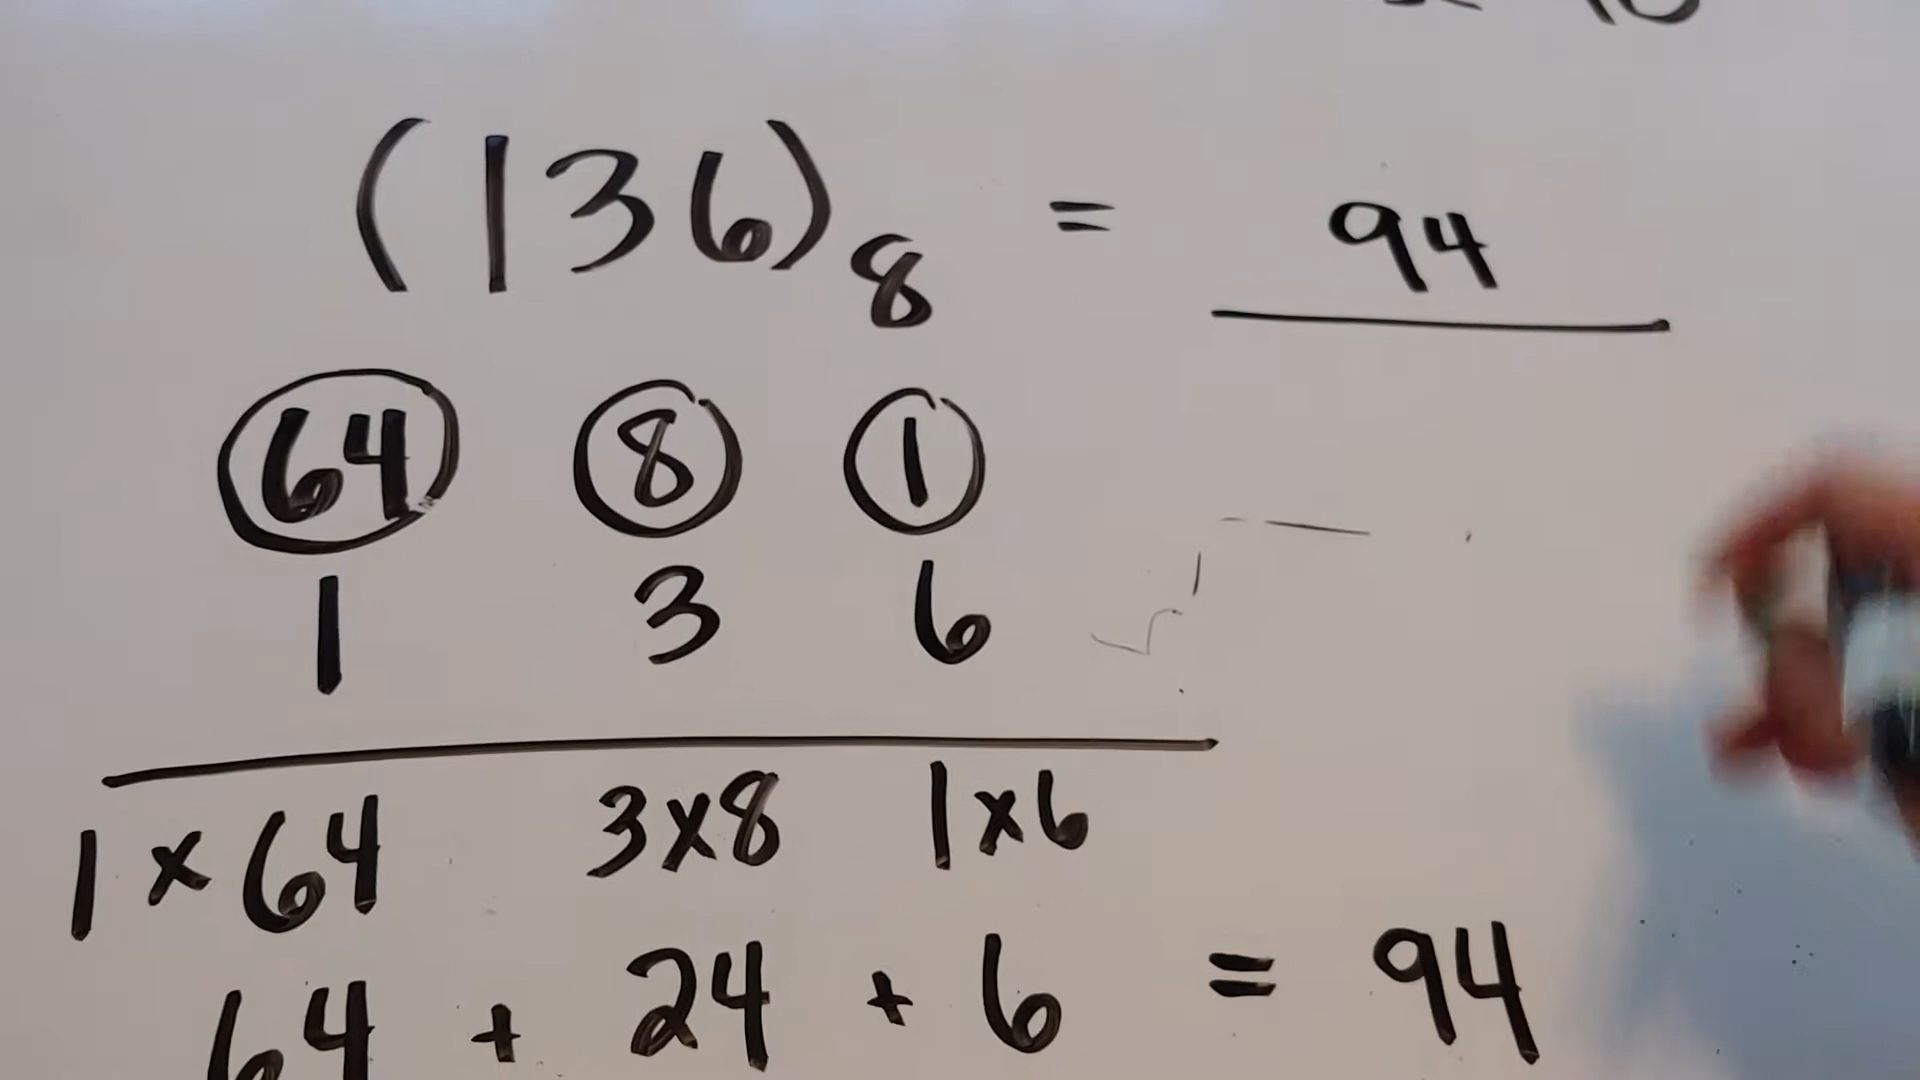 (136)8 = 94
64 8 1
1 3 6
1 × 64 3×8 1×6
64 + 24 + 6 = 94